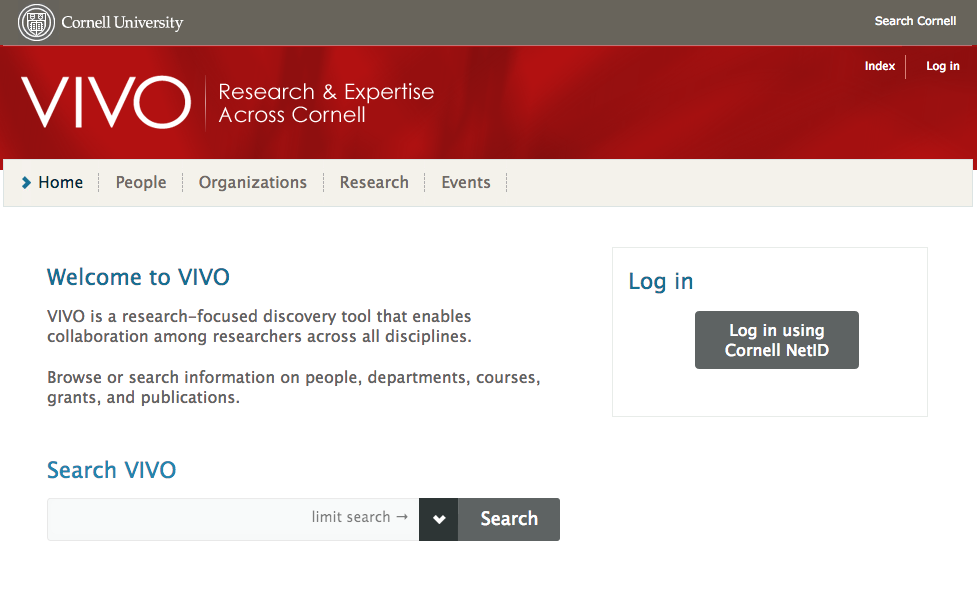 Cornell University
Search Cornell
Index
Log in
VIVO
Research & Expertise
Across Cornell
Home
People
Organizations
Research
Events
Welcome to VIVO
VIVO is a research-focused discovery tool that enables
collaboration among researchers across all disciplines.
Browse or search information on people, departments, courses,
grants, and publications.
Log in
Log in using
Cornell NetID
Search VIVO
limit search →
Search